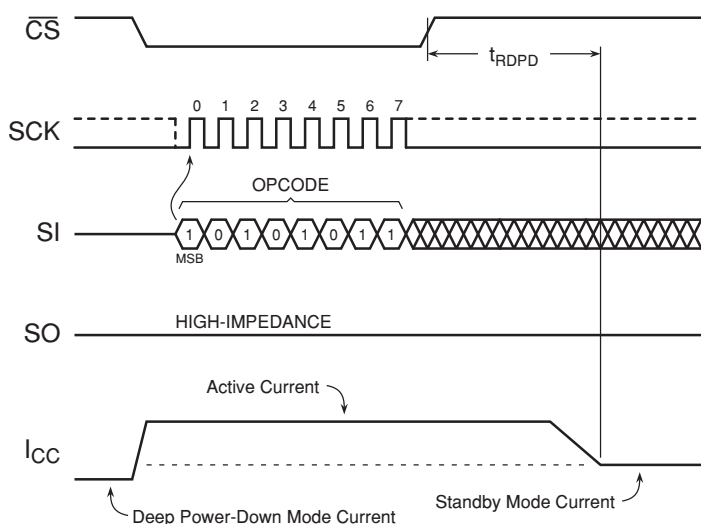 CS
tRDPD
SCK
0 1 2 3 4 5 6 7
OPCODE
SI
1 0 1 0 1 0 1 1
MSB
SO
HIGH-IMPEDANCE
Active Current
ICC
Deep Power-Down Mode Current
Standby Mode Current